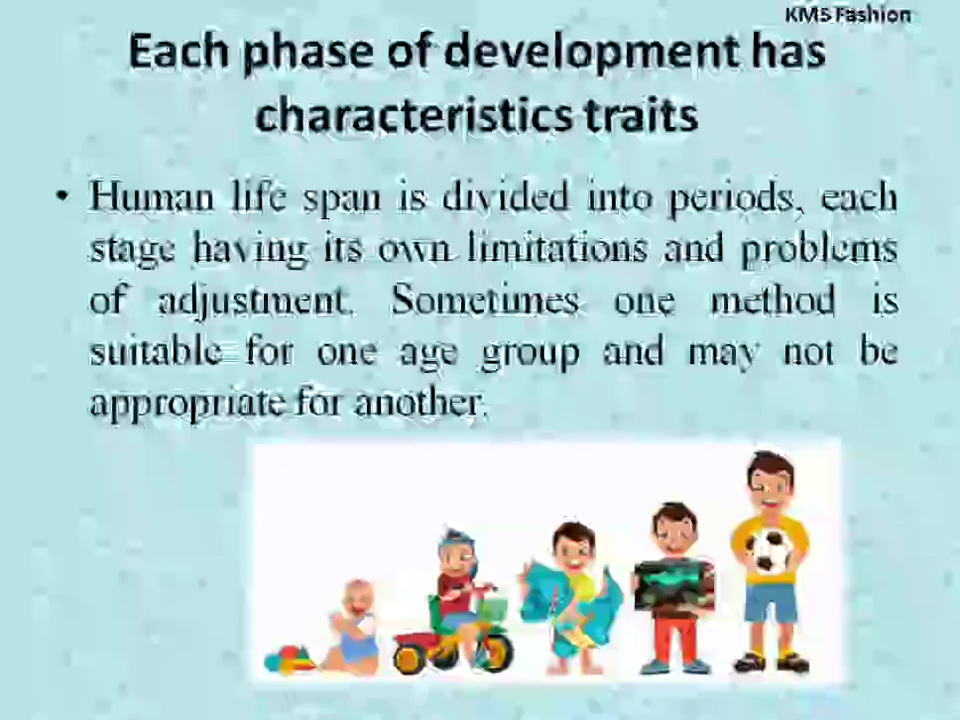 KMS Fashion
Each phase of development has
characteristics traits
• Human life span is divided into periods, each
stage having its own limitations and problems
of adjustment. Sometimes one method is
suitable for one age group and may not be
appropriate for another.